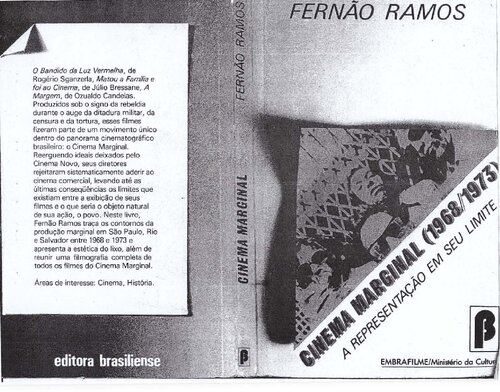 O Bandido da Luz Vermelha, de
Rogério Sganzerla, Matou a Família e
foi ao Cinema, de Júlio Bressane, A
Margem, de Ozualdo Candeias.
Produzidos sob o signo da rebeldia
durante o auge da ditadura militar, da
censura e da tortura, esses filmes
fizeram parte de um movimento único
dentro do panorama cinematográfico
brasileiro: o Cinema Marginal.
Reerguendo ideais deixados pelo
Cinema Novo, seus diretores
rejeitaram sistematicamente aderir ao
cinema comercial, levando até as
últimas conseqüências os limites que
existiam entre a exibição de seus
filmes e o que seria o objeto natural
de sua ação, o povo. Neste livro,
Fernão Ramos traça os contornos da
produção marginal em São Paulo, Rio
e Salvador entre 1968 e 1973 e
apresenta a estética do lixo, além de
reunir uma filmografia completa de
todos os filmes do Cinema Marginal.
Áreas de interesse: Cinema, História.
editora brasiliense
FERNÃO RAMOS
CINEMA MARGINAL
FERNÃO RAMOS
CINEMA MARGINAL (1968/1973)
A REPRESENTAÇÃO EM SEU LIMITE
EMBRAFILME/Ministério da Cultur